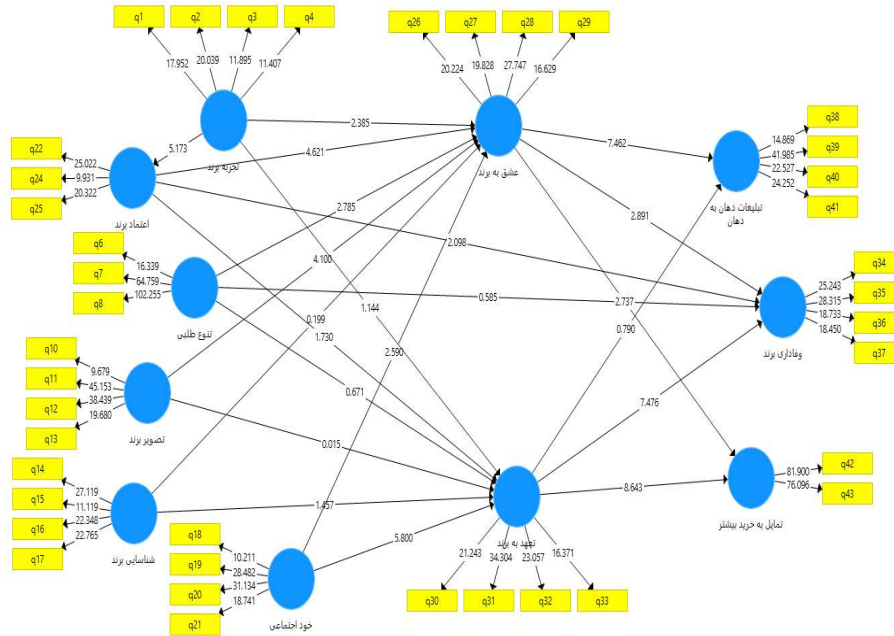 q1
q2
q3
q4
17.952
20.039
11.895
11.407
تجربه برند
q26
q27
q28
q29
20.224
19.828
27.747
16.629
عشق به برند
q22
q24
q25
25.022
9.931
20.322
اعتماد برند
5.173
2.385
4.621
q6
q7
q8
16.339
64.759
102.255
تنوع طلبی
2.785
4.100
1.144
0.199
1.730
2.590
0.671
q10
q11
q12
q13
9.679
45.153
38.439
19.680
تصویر برند
0.015
q14
q15
q16
q17
27.119
11.119
22.348
22.765
شناسایی برند
1.457
q18
q19
q20
q21
10.211
28.482
31.134
18.741
خود اجتماعی
5.800
تعهد به برند
21.243
34.304
23.057
16.371
q30
q31
q32
q33
7.462
2.891
2.098
0.585
2.737
0.790
7.476
8.643
q38
q39
q40
q41
14.869
41.985
22.527
24.252
تبلیغات دهان به
دهان
q34
q35
q36
q37
25.243
28.315
18.733
18.450
وفاداری برند
q42
q43
81.900
76.096
تمایل به خرید بیشتر